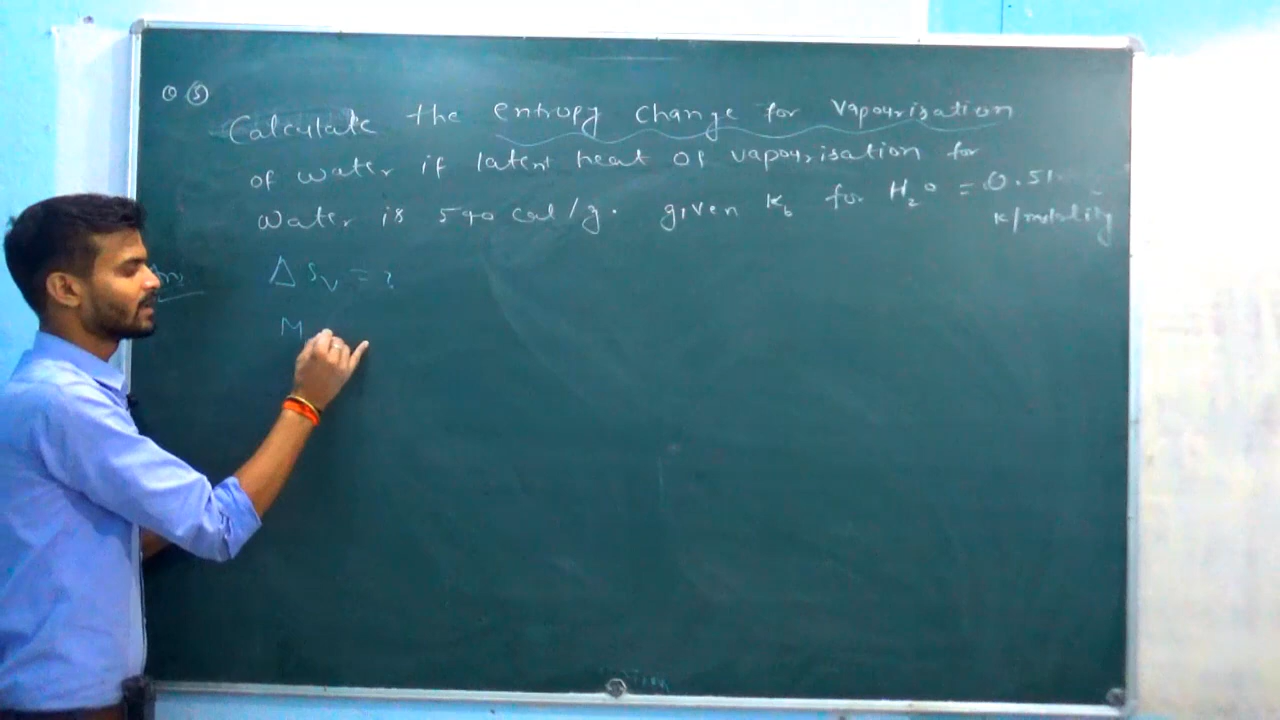 Q. (5)
Calculate the entropy change for vapourization
of water if latent heat of vapourisation for
water is 540 cal/g. given Kb for H2O = 0.51
K/molality
Ans
ΔSv = ?
M